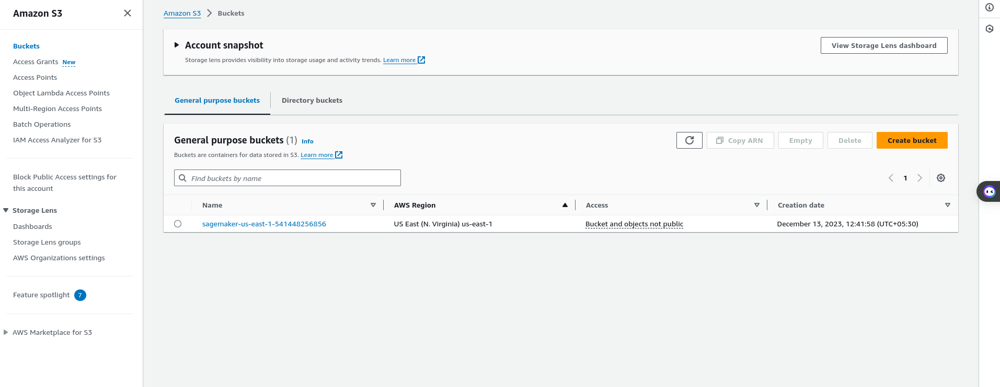 Amazon S3
Buckets
Access Grants New
Access Points
Object Lambda Access Points
Multi-Region Access Points
Batch Operations
IAM Access Analyzer for S3
Block Public Access settings for
this account
Storage Lens
Dashboards
Storage Lens groups
AWS Organizations settings
Feature spotlight 7
AWS Marketplace for S3
Amazon S3 Buckets
Account snapshot
View Storage Lens dashboard
Storage lens provides visibility into storage usage and activity trends. Learn more
General purpose buckets Directory buckets
General purpose buckets (1) Info
Copy ARN Empty Delete Create bucket
Buckets are containers for data stored in S3. Learn more
Find buckets by name
1
Name AWS Region Access Creation date
sagemaker-us-east-1-541448256856 US East (N. Virginia) us-east-1 Bucket and objects not public December 13, 2023, 12:41:58 (UTC+05:30)